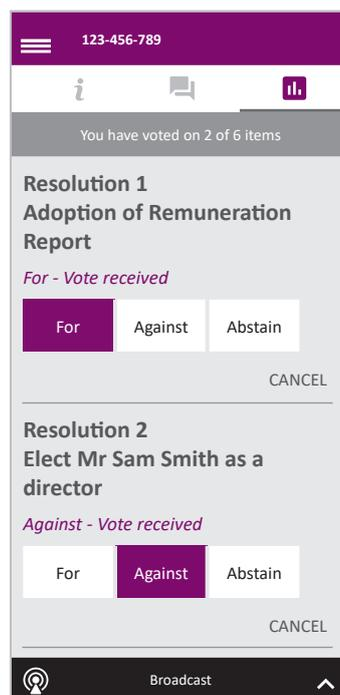 123-456-789
i
You have voted on 2 of 6 items
Resolution 1
Adoption of Remuneration
Report
For - Vote received
For Against Abstain
CANCEL
Resolution 2
Elect Mr Sam Smith as a
director
Against - Vote received
For Against Abstain
CANCEL
Broadcast